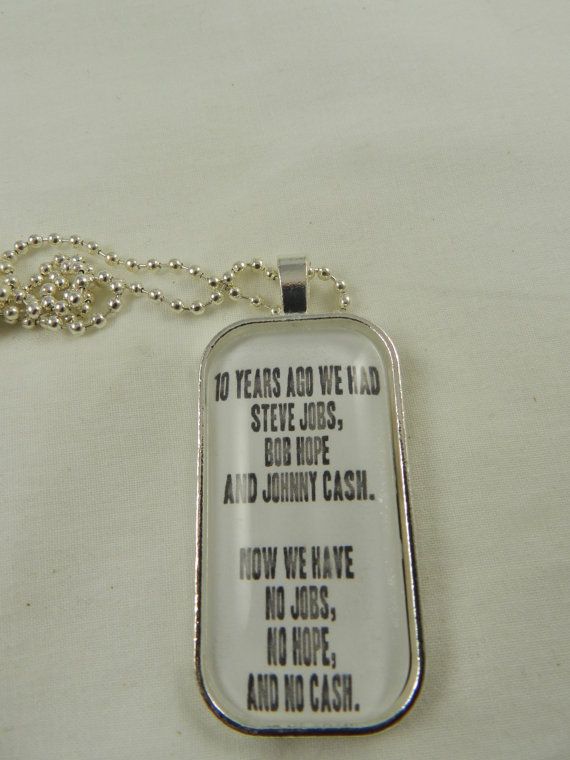 10 YEARS AGO WE HAD
STEVE JOBS,
BOB HOPE
AND JOHNNY CASH.
NOW WE HAVE
NO JOBS,
NO HOPE,
AND NO CASH.